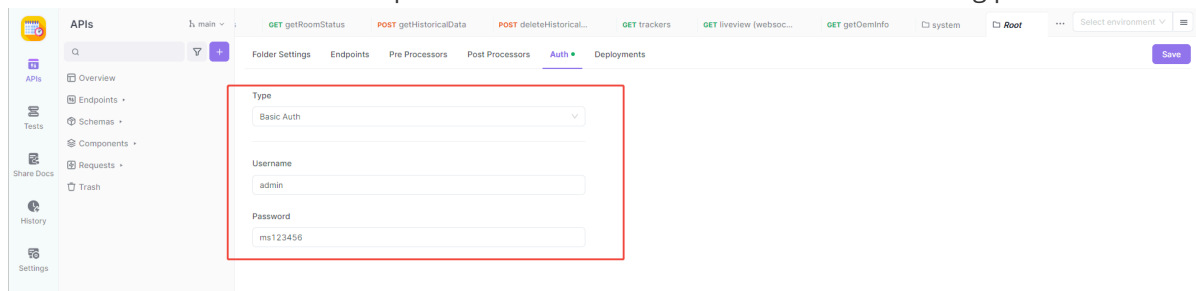 APIs
main
GET getRoomStatus
POST getHistoricalData
POST deleteHistorical...
GET trackers
GET liveview (websoc...
GET getOemInfo
system
Root
...
Select environment
Folder Settings
Endpoints
Pre Processors
Post Processors
Auth
Deployments
Save
APIs
Tests
Share Docs
History
Settings
Overview
Endpoints
Schemas
Components
Requests
Trash
Type
Basic Auth
Username
admin
Password
ms123456